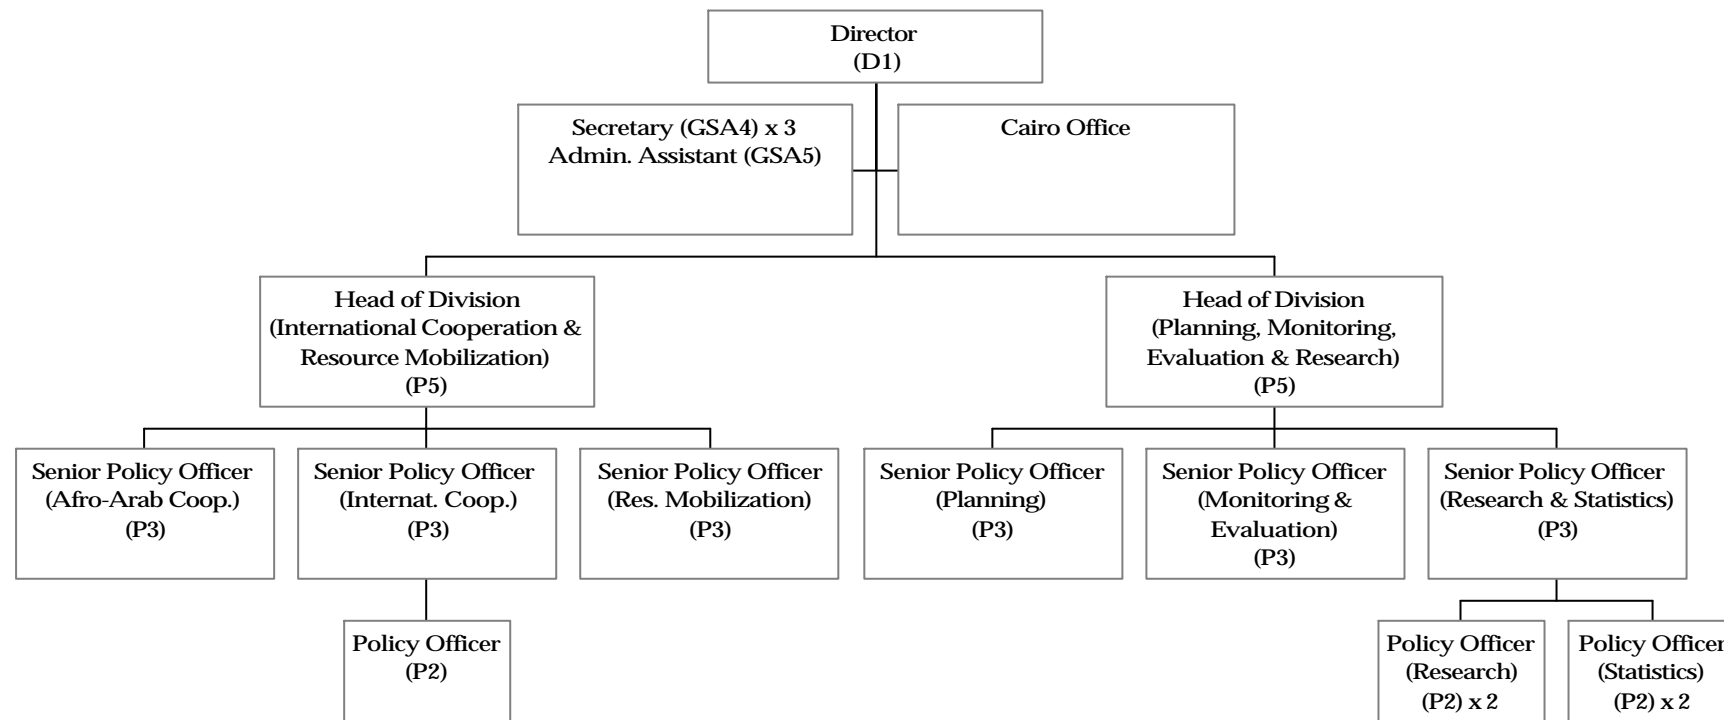 Director
(D1)
Secretary (GSA4) x 3
Admin. Assistant (GSA5)
Cairo Office
Head of Division
(International Cooperation &
Resource Mobilization)
(P5)
Head of Division
(Planning, Monitoring,
Evaluation & Research)
(P5)
Senior Policy Officer
(Afro-Arab Coop.)
(P3)
Senior Policy Officer
(Internat. Coop.)
(P3)
Senior Policy Officer
(Res. Mobilization)
(P3)
Senior Policy Officer
(Planning)
(P3)
Senior Policy Officer
(Monitoring &
Evaluation)
(P3)
Senior Policy Officer
(Research & Statistics)
(P3)
Policy Officer
(P2)
Policy Officer
(Research)
(P2) x 2
Policy Officer
(Statistics)
(P2) x 2